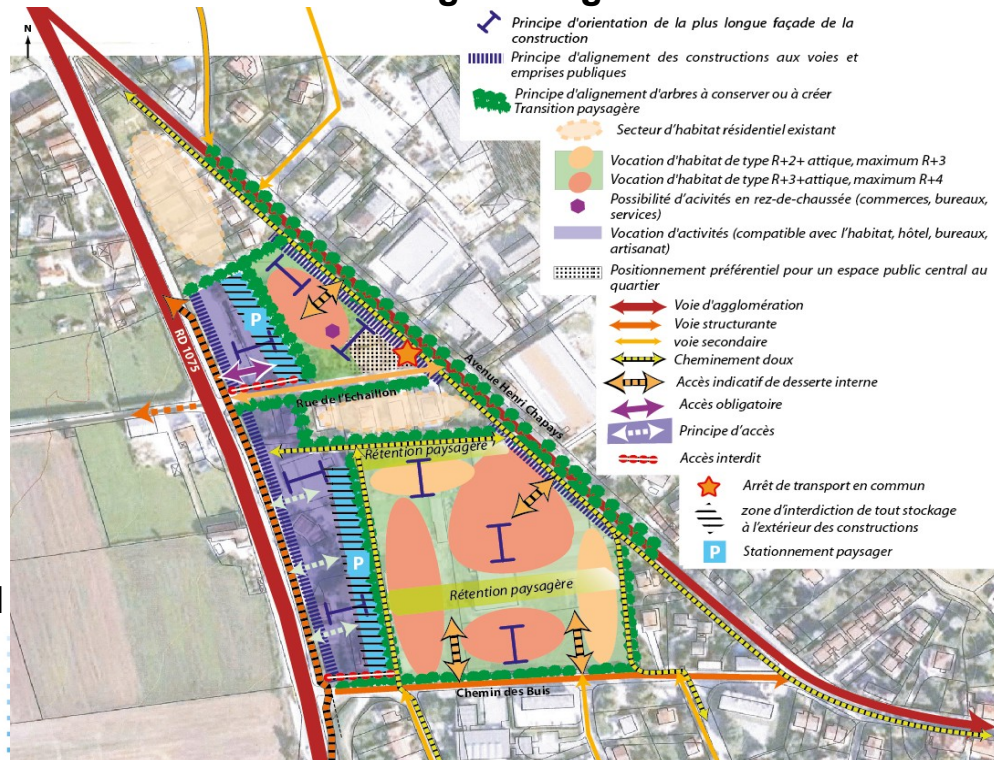 N
Principe d'orientation de la plus longue façade de la
construction
Principe d'alignement des constructions aux voies et
emprises publiques
Principe d'alignement d'arbres à conserver ou à créer
Transition paysagère
Secteur d'habitat résidentiel existant
Vocation d'habitat de type R+2+ attique, maximum R+3
Vocation d'habitat de type R+3+attique, maximum R+4
Possibilité d'acivités en rez-de-chaussée (commerces, bureaux,
services)
Vocation d'activités (compatible avec l'habitat, hôtel, bureaux,
artisanat)
Positionnement préférentiel pour un espace public central au
quartier
Voie d'agglomération
Voie structurante
voie secondaire
Cheminement doux
Accès indicatif de desserte interne
Accès obligatoire
Principe d'accès
Accès interdit
Arrêt de transport en commun
zone d'interdiction de tout stockage
à l'extérieur des constructions
P Stationnement paysager
P
RD 1075
Avenue Henri Chapays
Rue de l'Echaillon
Rétention paysagère
P
Rétention paysagère
Chemin des Buis